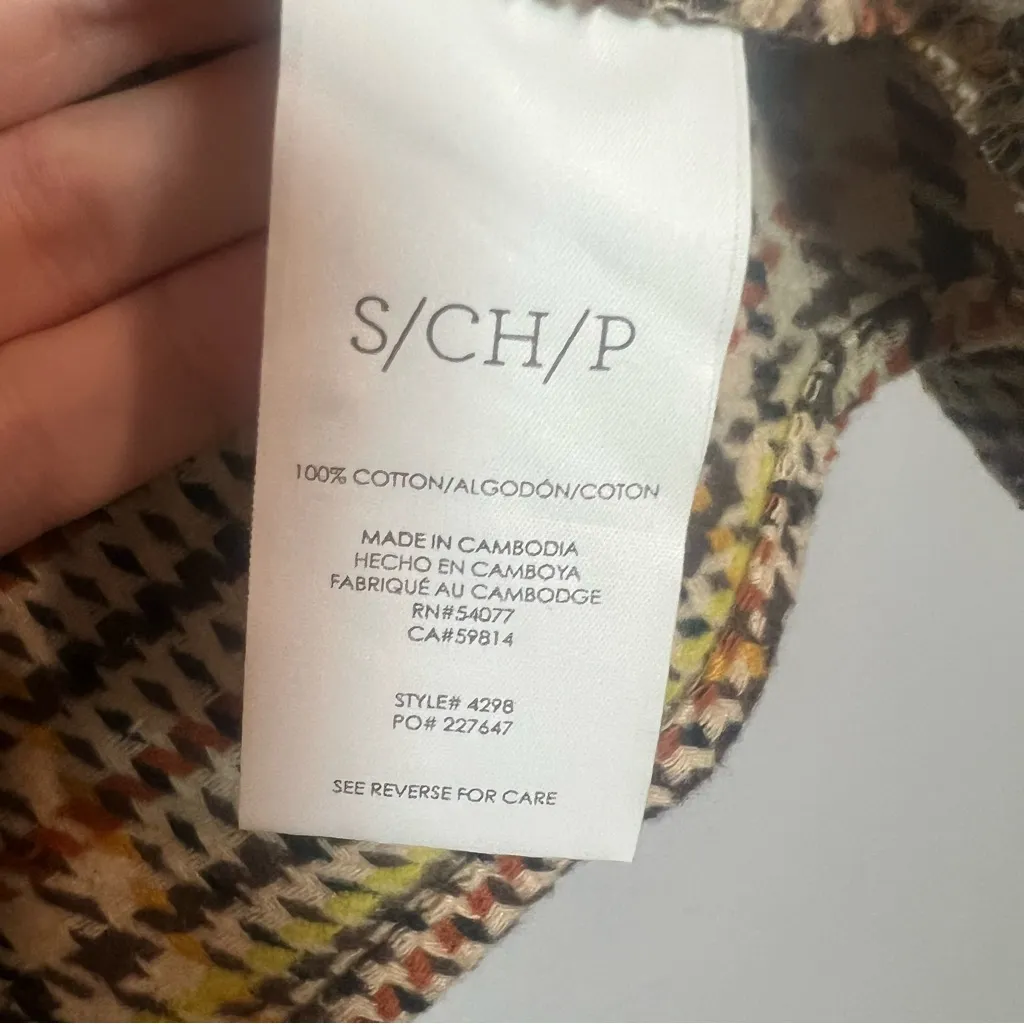 S/CH/P
100% COTTON/ALGODÓN/COTON
MADE IN CAMBODIA
HECHO EN CAMBOYA
FABRIQUÉ AU CAMBODGE
RN#54077
CA#59814
STYLE# 4298
PO# 227647
SEE REVERSE FOR CARE